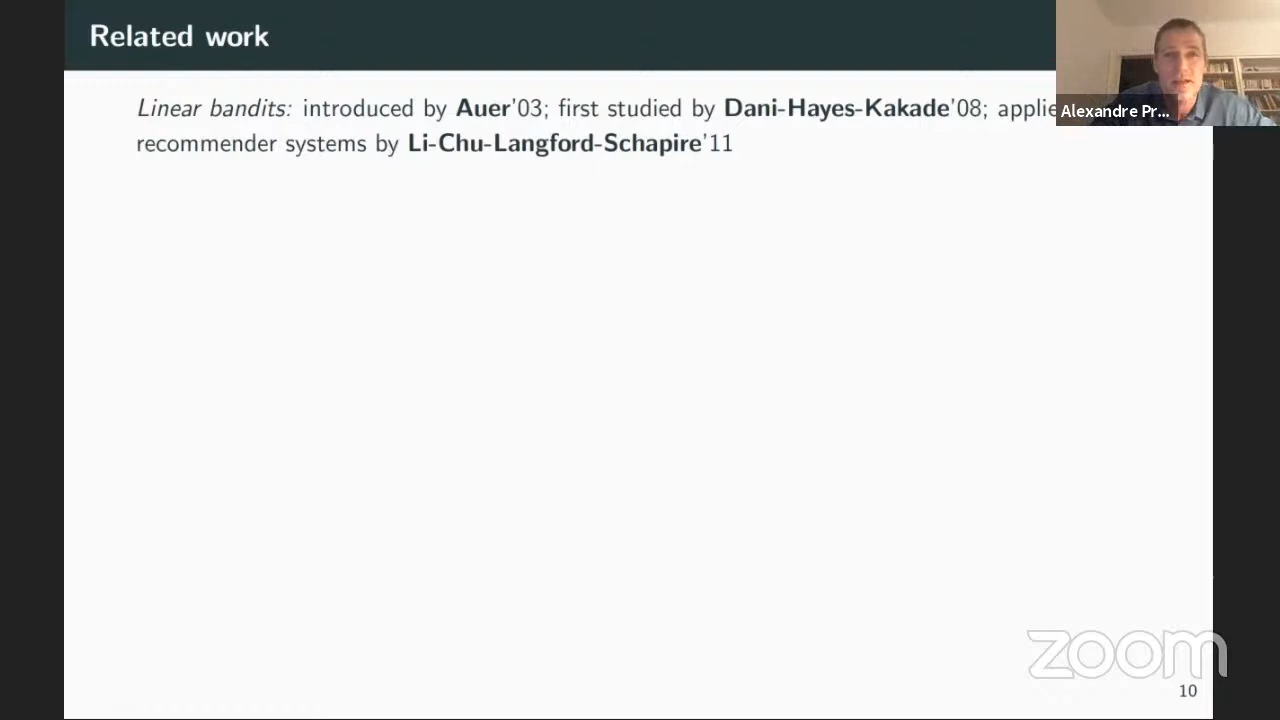 Related work
Linear bandits: introduced by Auer'03; first studied by Dani-Hayes-Kakade'08; applie
recommender systems by Li-Chu-Langford-Schapire'11
Alexandre Pr...
zoom
10